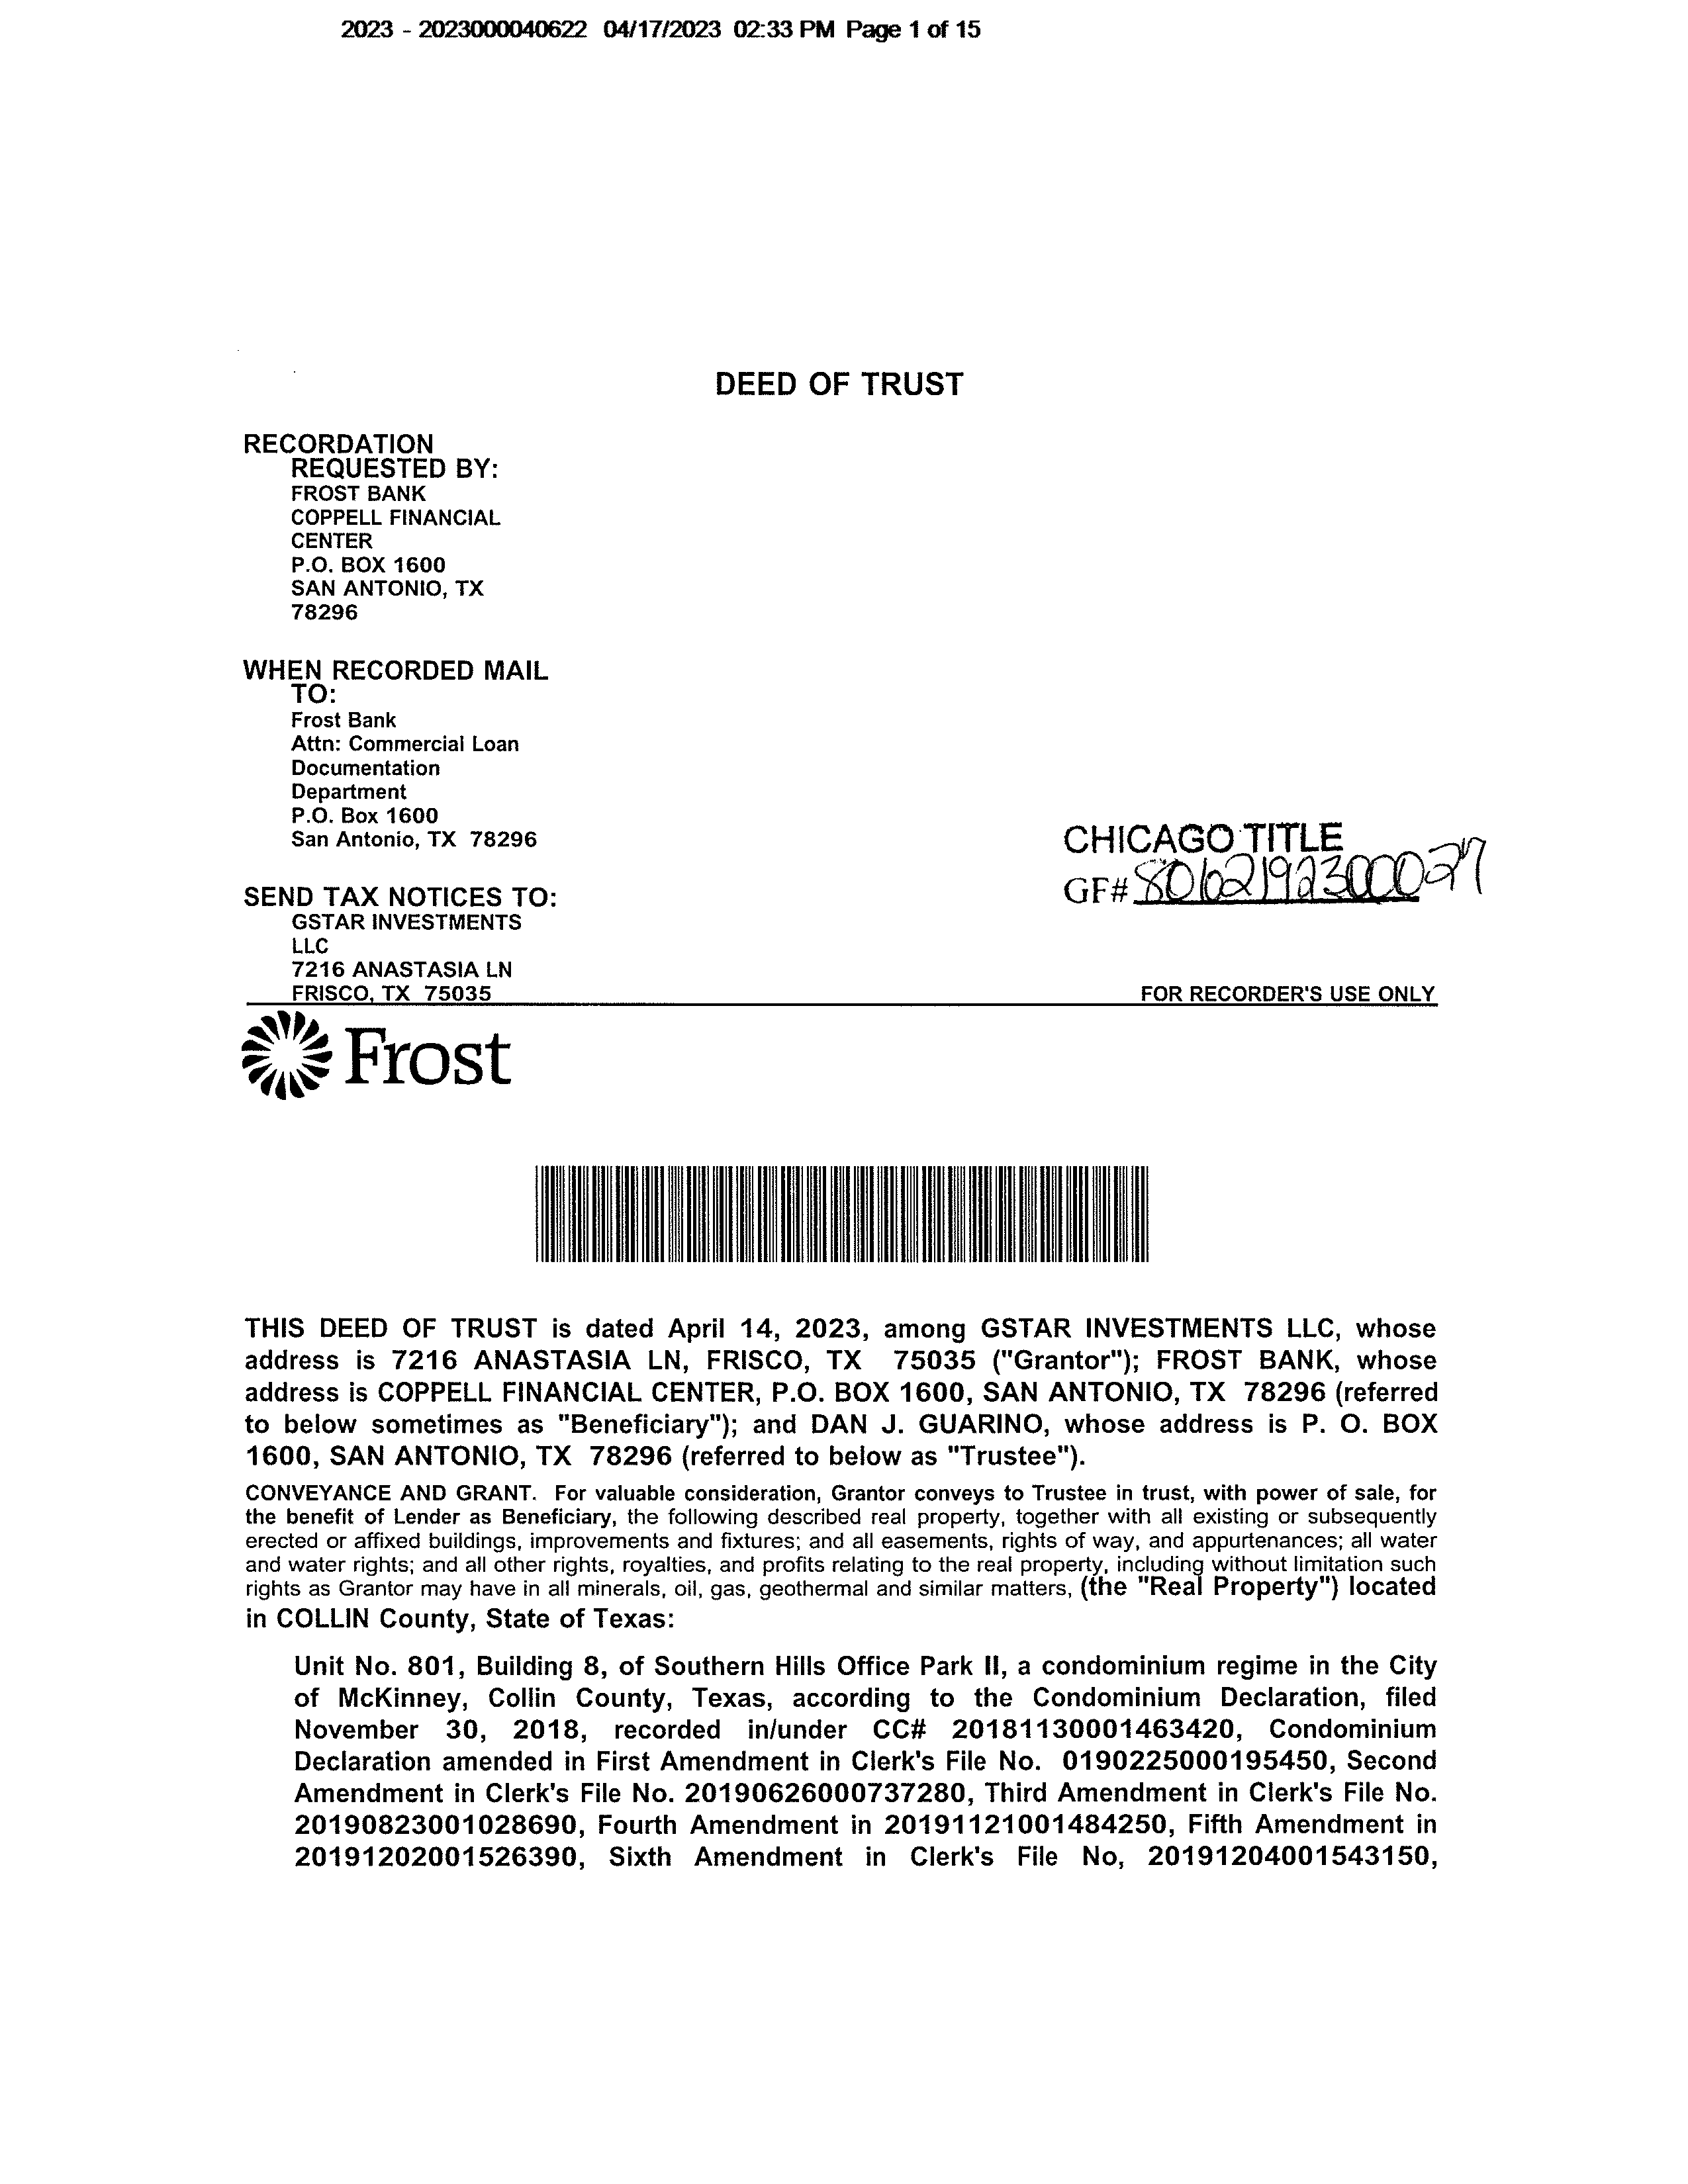 2023 - 2023000040622 04/17/2023 02:33 PM Page 1 of 15
DEED OF TRUST
RECORDATION
REQUESTED BY:
FROST BANK
COPPELL FINANCIAL
CENTER
P.O. BOX 1600
SAN ANTONIO, TX
78296
WHEN RECORDED MAIL
TO:
Frost Bank
Attn: Commercial Loan
Documentation
Department
P.O. Box 1600
San Antonio, TX 78296
CHICAGO TITLE
GF# 8062192300027
SEND TAX NOTICES TO:
GSTAR INVESTMENTS
LLC
7216 ANASTASIA LN
FRISCO, TX 75035
FOR RECORDER'S USE ONLY
Frost
THIS DEED OF TRUST is dated April 14, 2023, among GSTAR INVESTMENTS LLC, whose
address is 7216 ANASTASIA LN, FRISCO, TX 75035 ("Grantor"); FROST BANK, whose
address is COPPELL FINANCIAL CENTER, P.O. BOX 1600, SAN ANTONIO, TX 78296 (referred
to below sometimes as "Beneficiary"); and DAN J. GUARINO, whose address is P. O. BOX
1600, SAN ANTONIO, TX 78296 (referred to below as "Trustee").
CONVEYANCE AND GRANT. For valuable consideration, Grantor conveys to Trustee in trust, with power of sale, for
the benefit of Lender as Beneficiary, the following described real property, together with all existing or subsequently
erected or affixed buildings, improvements and fixtures; and all easements, rights of way, and appurtenances; all water
and water rights; and all other rights, royalties, and profits relating to the real property, including without limitation such
rights as Grantor may have in all minerals, oil, gas, geothermal and similar matters, (the "Real Property") located
in COLLIN County, State of Texas:
Unit No. 801, Building 8, of Southern Hills Office Park II, a condominium regime in the City
of McKinney, Collin County, Texas, according to the Condominium Declaration, filed
November 30, 2018, recorded in/under CC# 20181130001463420, Condominium
Declaration amended in First Amendment in Clerk's File No. 0190225000195450, Second
Amendment in Clerk's File No. 20190626000737280, Third Amendment in Clerk's File No.
20190823001028690, Fourth Amendment in 20191121001484250, Fifth Amendment in
20191202001526390, Sixth Amendment in Clerk's File No, 20191204001543150,